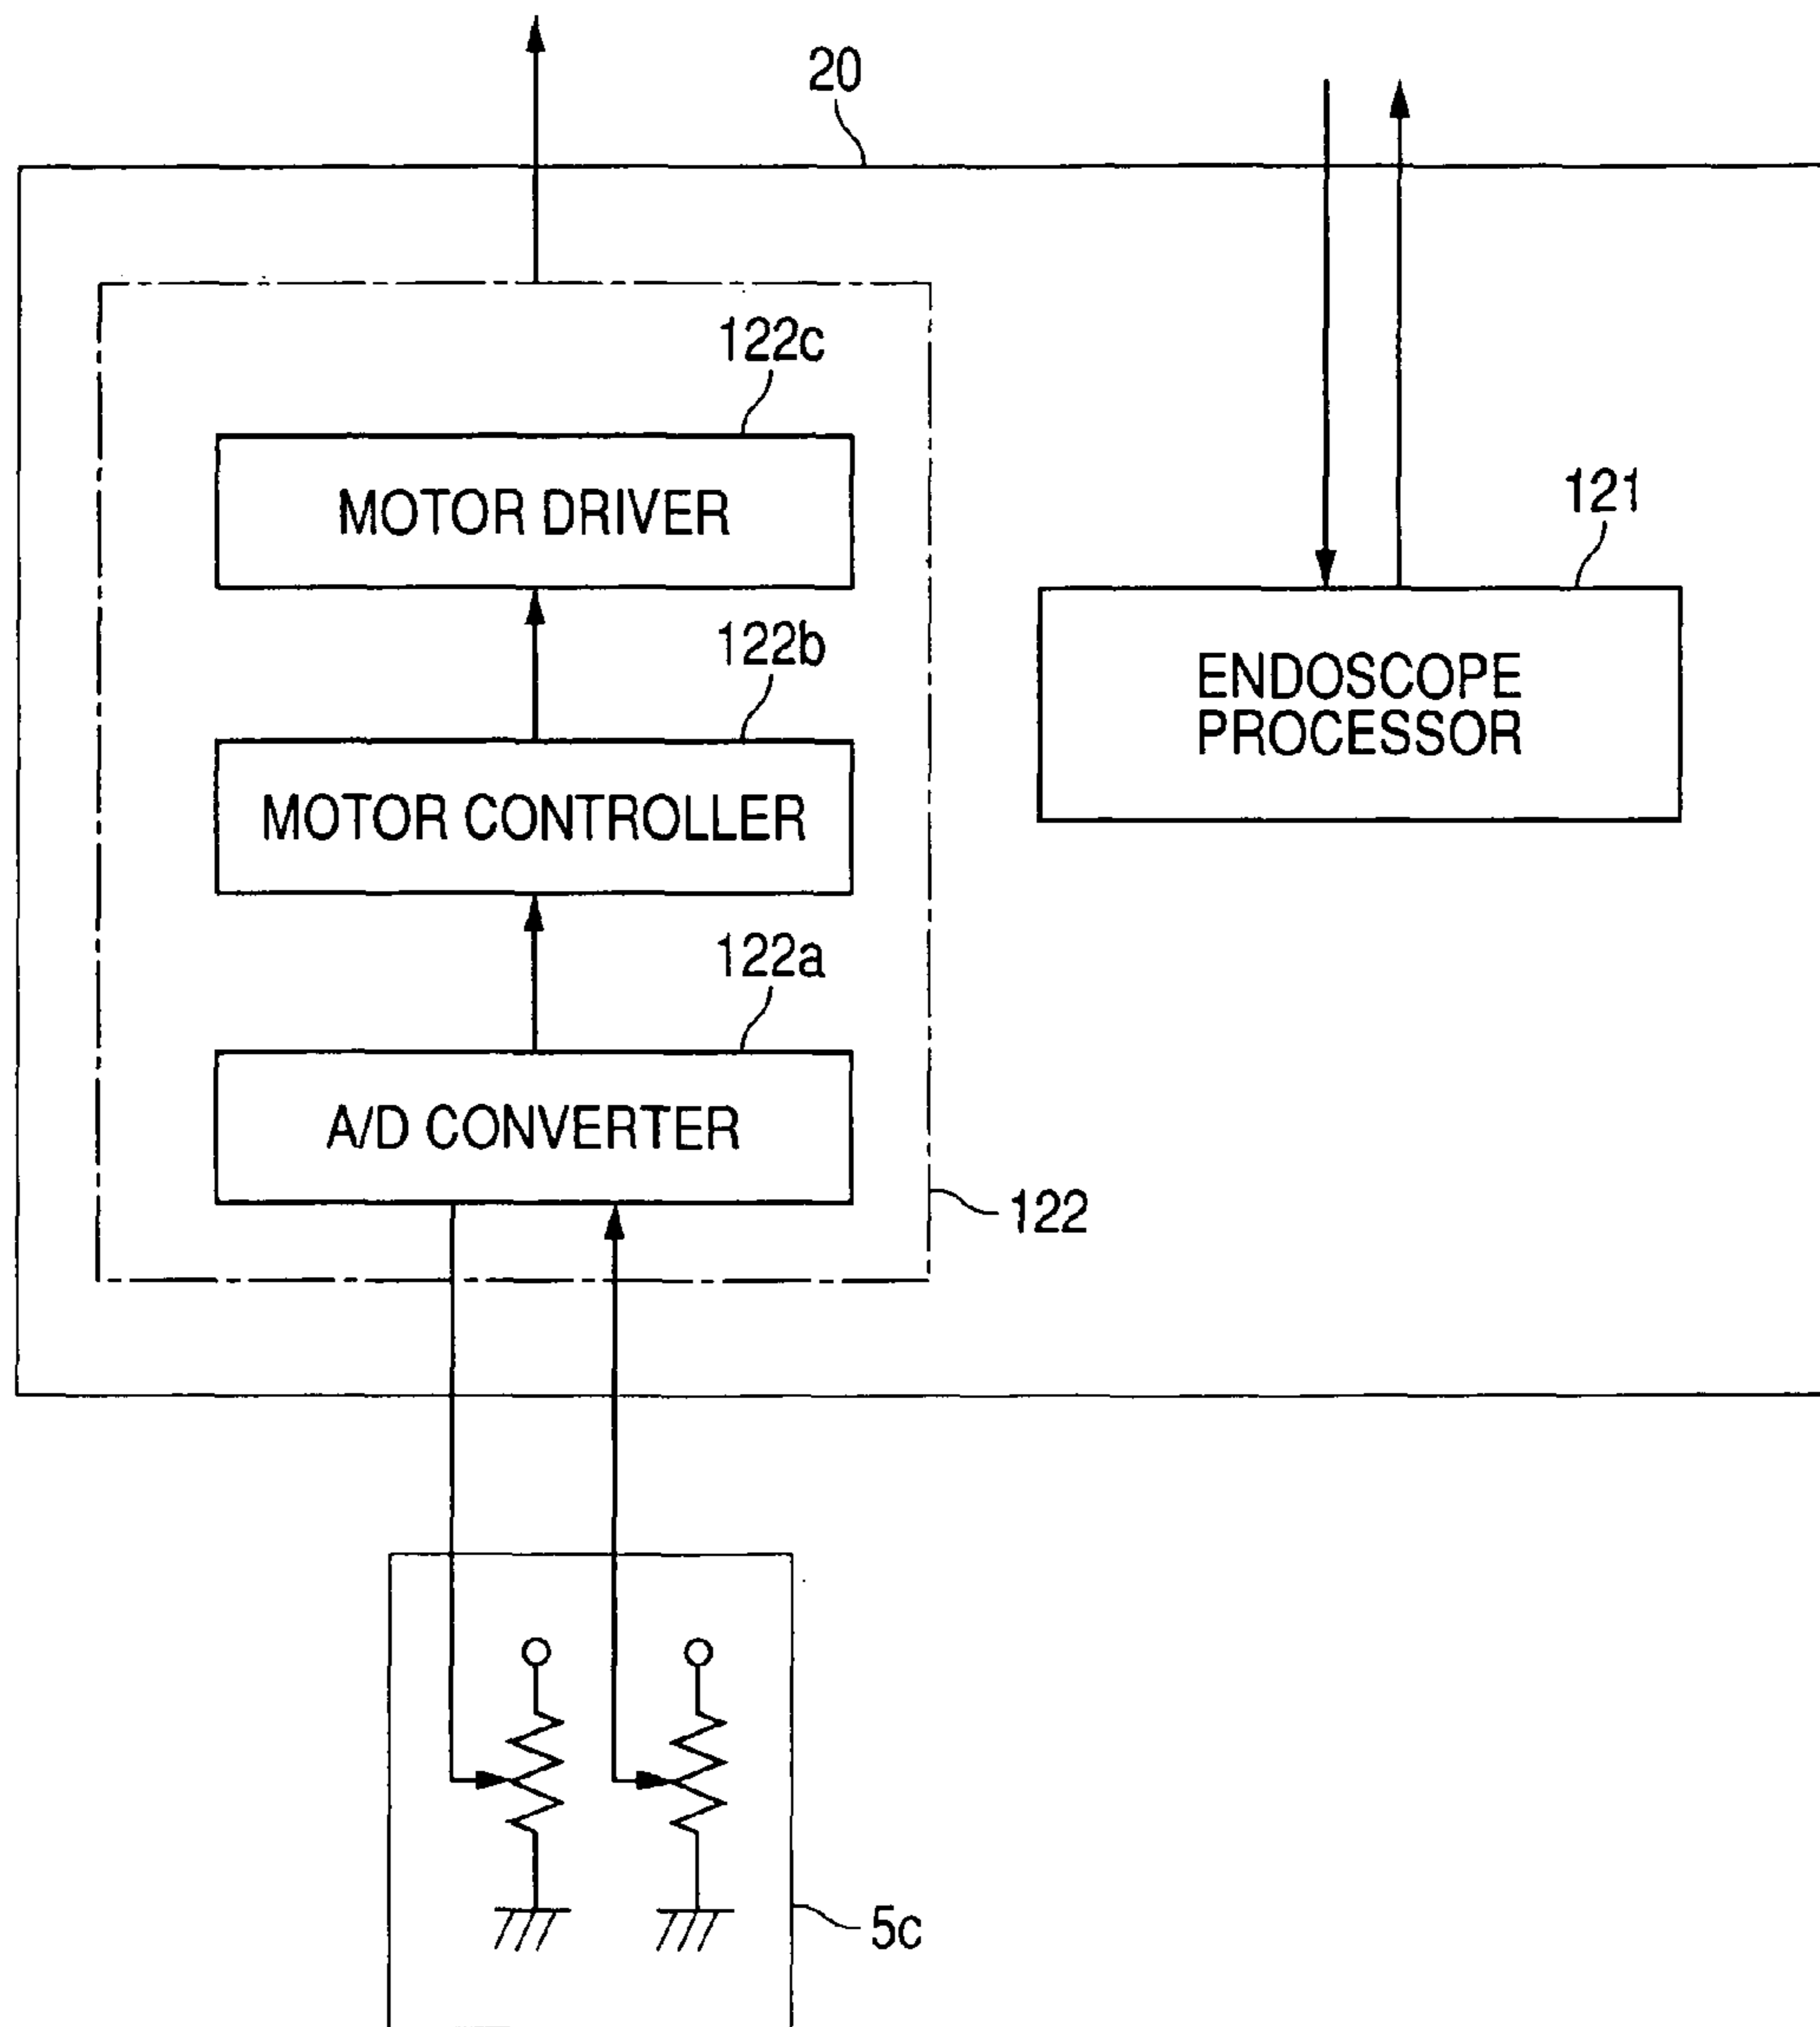 20
122c
MOTOR DRIVER
121
122b
ENDOSCOPE
PROCESSOR
MOTOR CONTROLLER
122a
A/D CONVERTER
122
5c